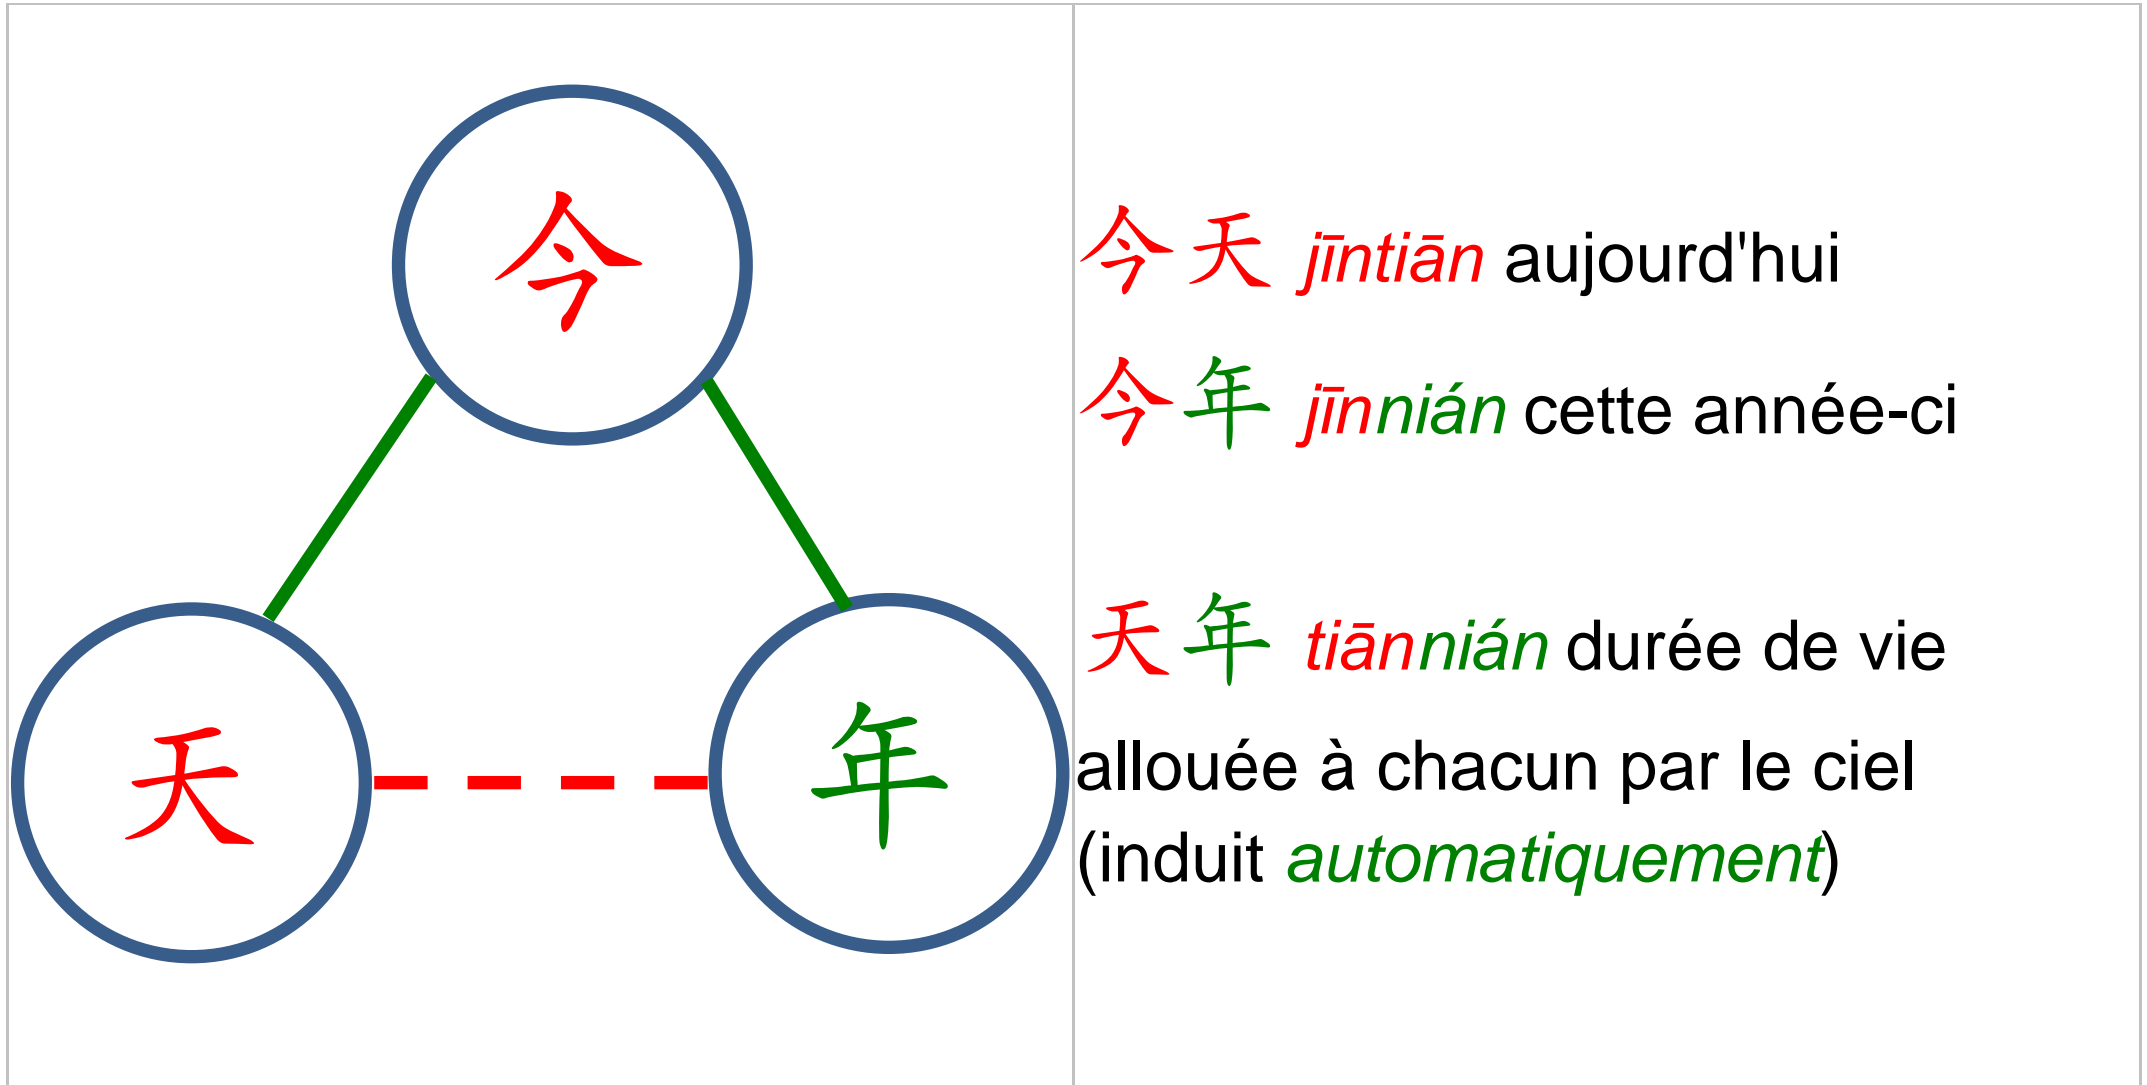 今
天
年
今天 jīntiān aujourd'hui
今年 jīnnián cette année-ci
天年 tiānnián durée de vie
allouée à chacun par le ciel
(induit automatiquement)